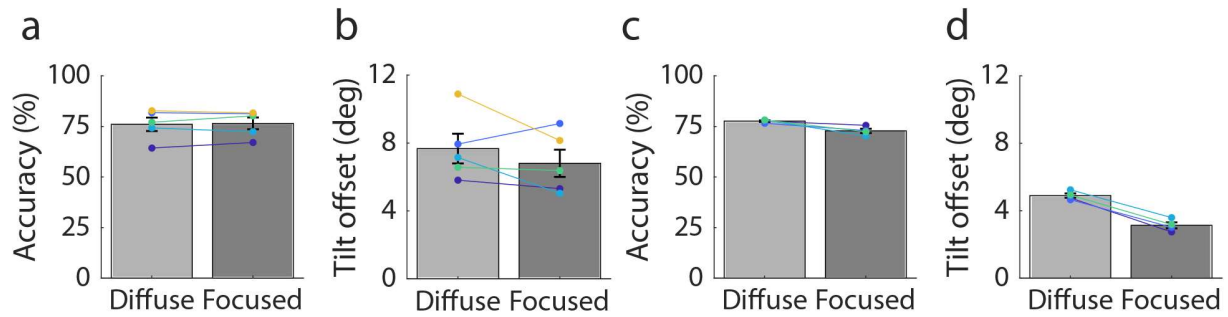 a
Accuracy (%)
100
75
50
25
0
Diffuse Focused
b
Tilt offset (deg)
12
8
4
0
Diffuse Focused
c
Accuracy (%)
100
75
50
25
0
Diffuse Focused
d
Tilt offset (deg)
12
8
4
0
Diffuse Focused